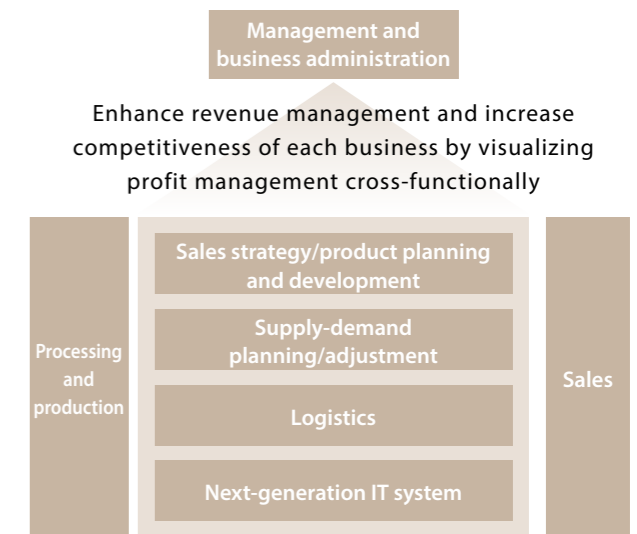 Management and
business administration
Enhance revenue management and increase
competitiveness of each business by visualizing
profit management cross-functionally
Processing
and
production
Sales strategy/product planning
and development
Supply-demand
planning/adjustment
Logistics
Next-generation IT system
Sales